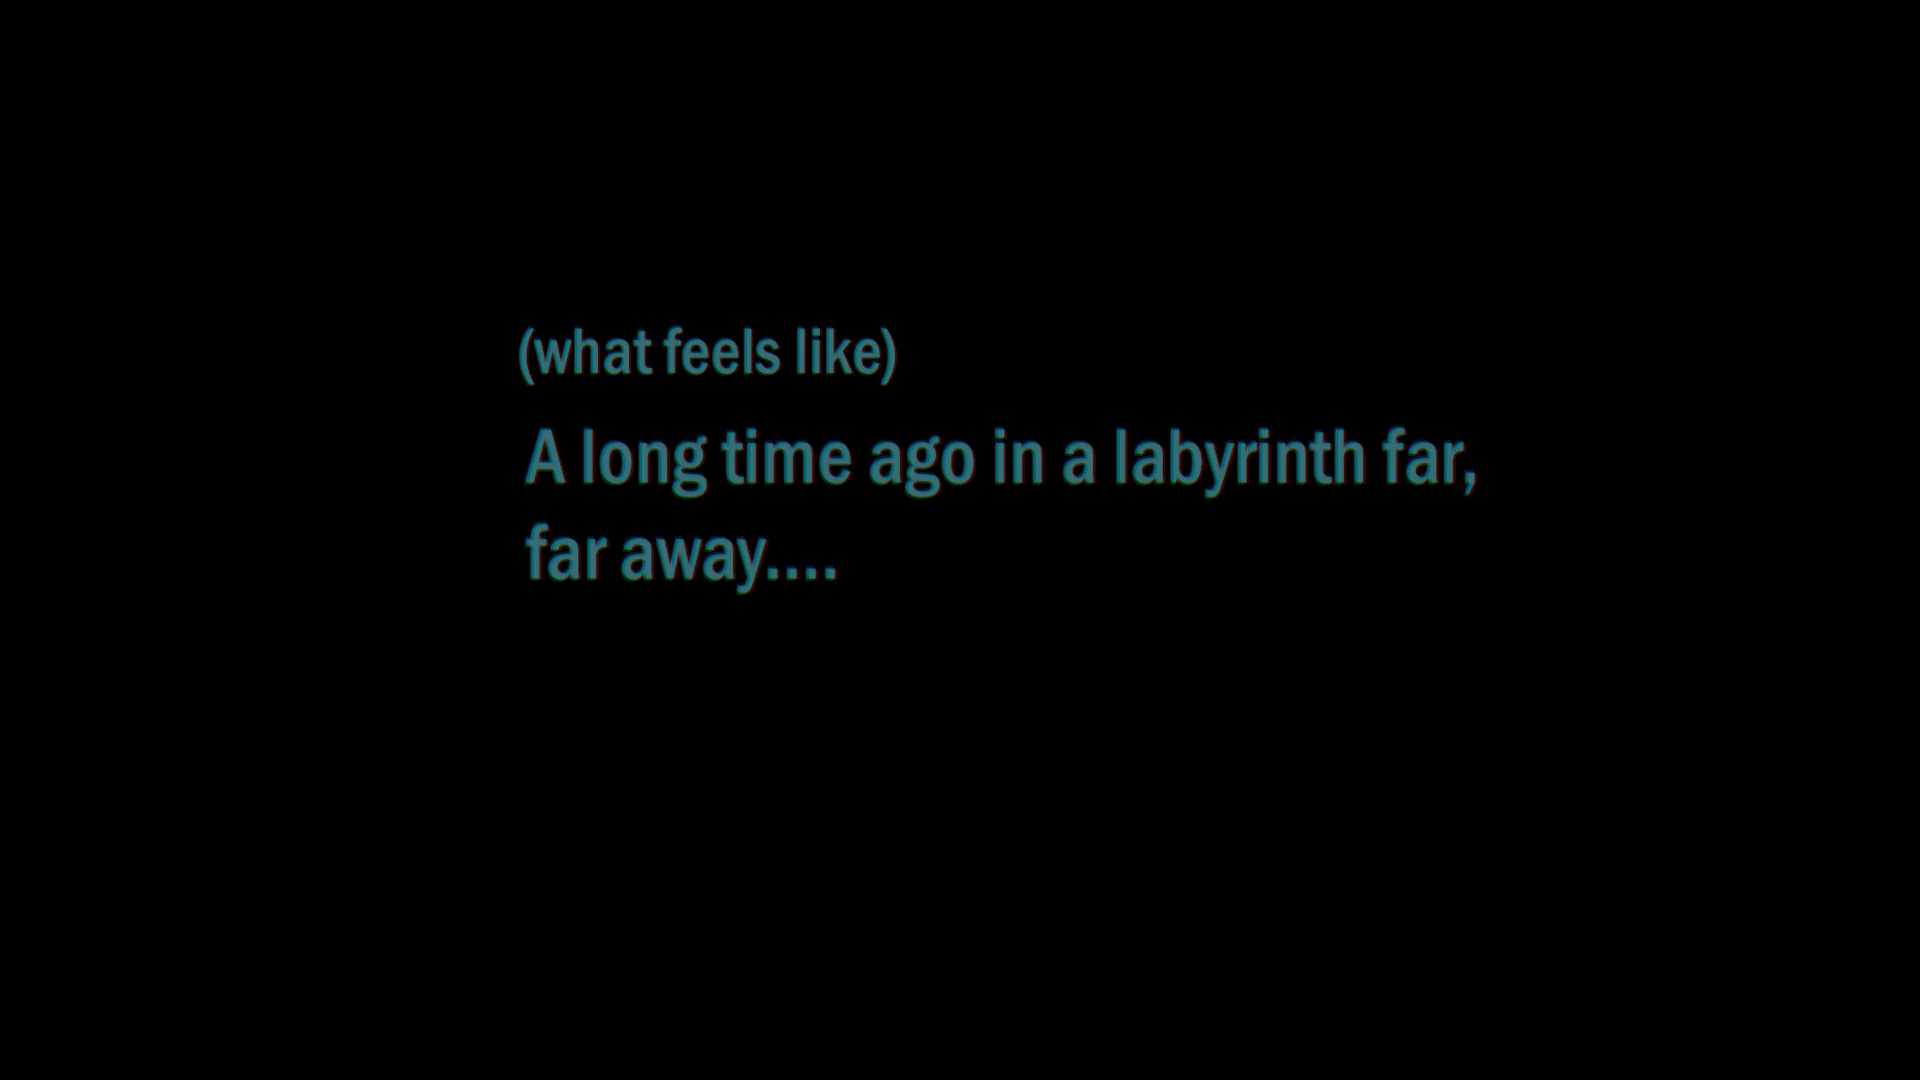 (what feels like)
A long time ago in a labyrinth far,
far away....